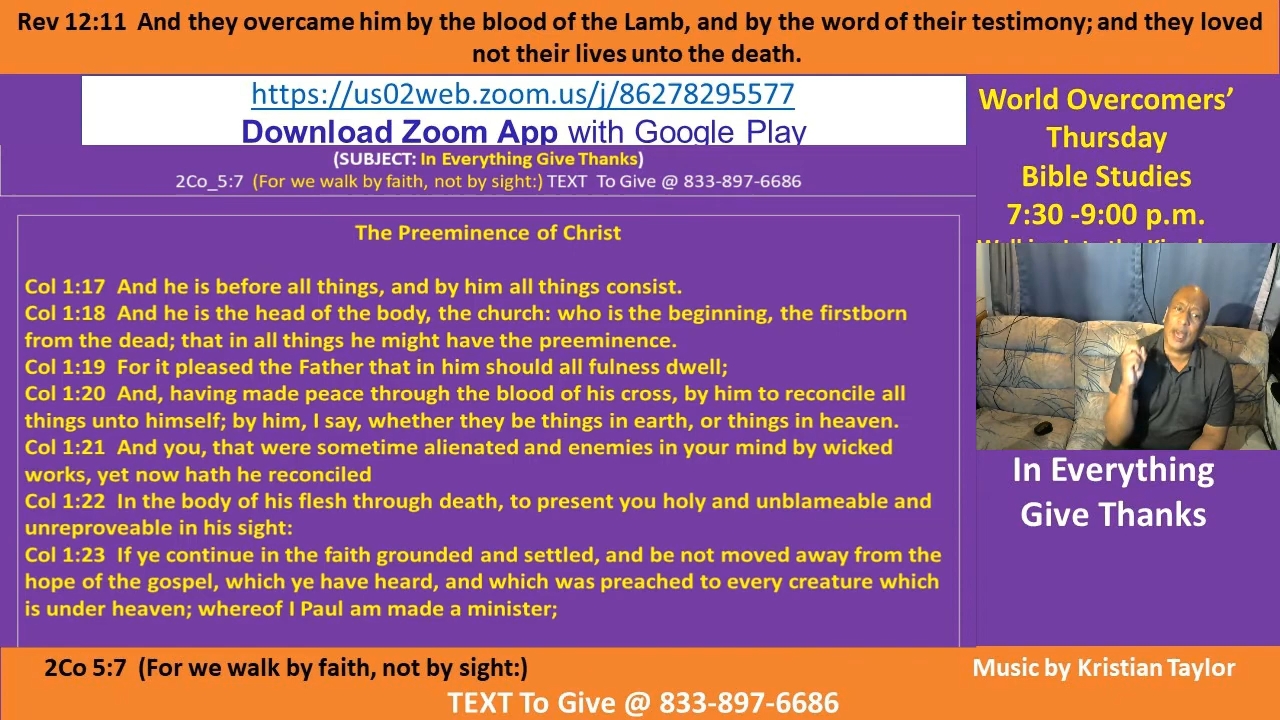 Rev 12:11  And they overcame him by the blood of the Lamb, and by the word of their testimony; and they loved
not their lives unto the death.
https://us02web.zoom.us/j/86278295577
Download Zoom App with Google Play
(SUBJECT: In Everything Give Thanks)
2Co_5:7  (For we walk by faith, not by sight:) TEXT  To Give @ 833-897-6686
The Preeminence of Christ
Col 1:17  And he is before all things, and by him all things consist.
Col 1:18  And he is the head of the body, the church: who is the beginning, the firstborn
from the dead; that in all things he might have the preeminence.
Col 1:19  For it pleased the Father that in him should all fulness dwell;
Col 1:20  And, having made peace through the blood of his cross, by him to reconcile all
things unto himself; by him, I say, whether they be things in earth, or things in heaven.
Col 1:21  And you, that were sometime alienated and enemies in your mind by wicked
works, yet now hath he reconciled
Col 1:22  In the body of his flesh through death, to present you holy and unblameable and
unreproveable in his sight:
Col 1:23  If ye continue in the faith grounded and settled, and be not moved away from the
hope of the gospel, which ye have heard, and which was preached to every creature which
is under heaven; whereof I Paul am made a minister;
World Overcomers'
Thursday
Bible Studies
7:30 -9:00 p.m.
In Everything
Give Thanks
2Co 5:7  (For we walk by faith, not by sight:)
Music by Kristian Taylor
TEXT To Give @ 833-897-6686